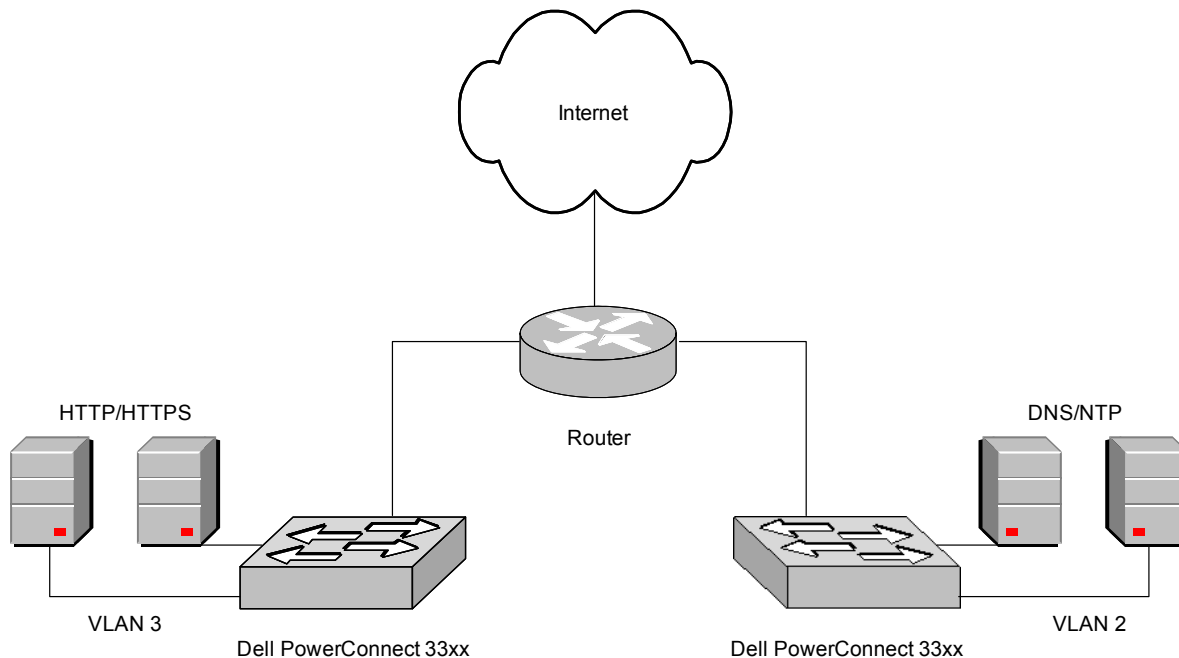 Internet
HTTP/HTTPS
DNS/NTP
Router
VLAN 3
VLAN 2
Dell PowerConnect 33xx
Dell PowerConnect 33xx